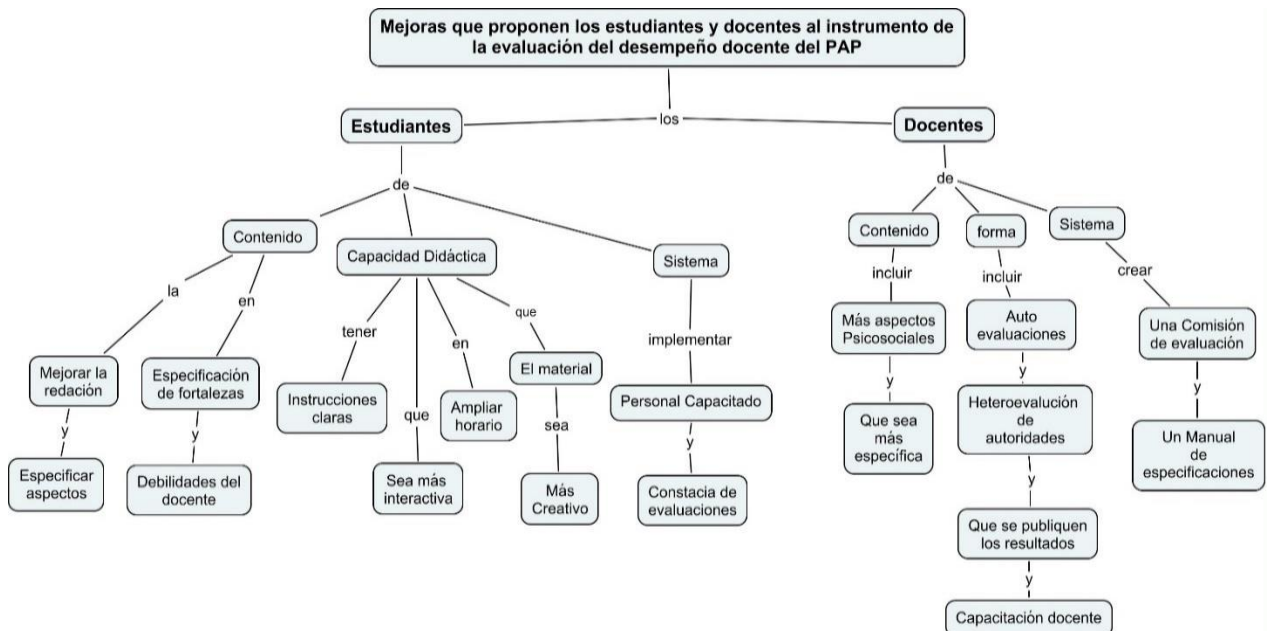 Mejoras que proponen los estudiantes y docentes al instrumento de
la evaluación del desempeño docente del PAP
los
Estudiantes
Docentes
de
de
Contenido
Capacidad Didáctica
Sistema
Contenido
forma
Sistema
la
en
tener
que
en
que
implementar
incluir
incluir
crear
Mejorar la
redación
y
Especificar
aspectos
Especificación
de fortalezas
y
Debilidades del
docente
Instrucciones
claras
Sea más
interactiva
Ampliar
horario
El material
sea
Más
Creativo
Personal Capacitado
y
Constacia de
evaluaciones
Más aspectos
Psicosociales
y
Que sea
más
específica
Auto
evaluaciones
y
Heteroevalución
de
autoridades
y
Que se publiquen
los resultados
y
Capacitación docente
Una Comisión
de evaluación
y
Un Manual
de
especificaciones